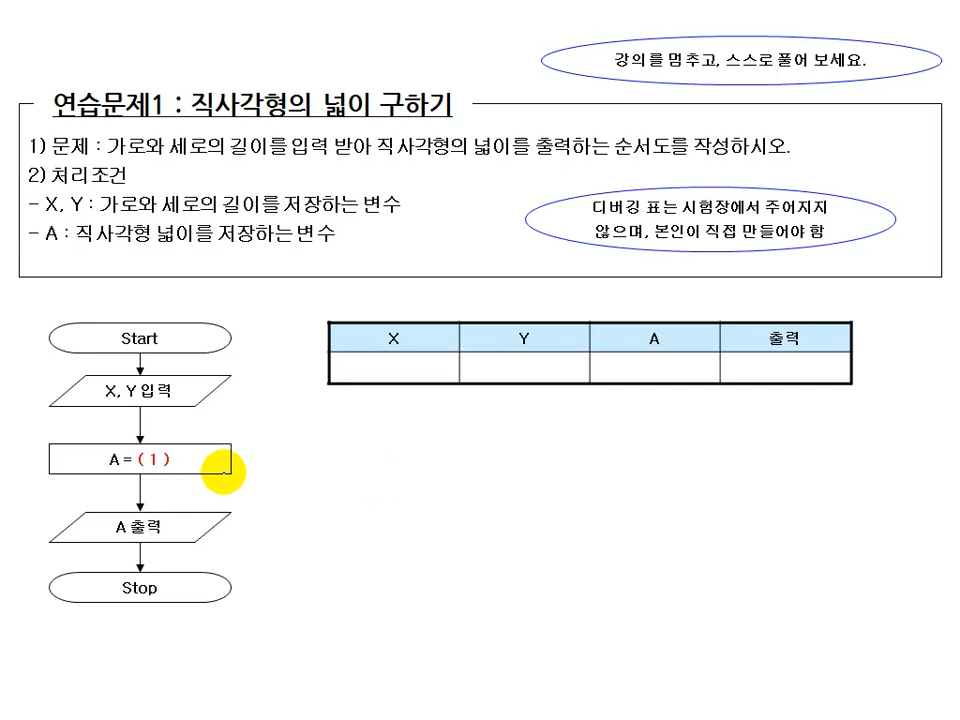 강의를 멈추고, 스스로 풀어 보세요.
연습문제1 : 직사각형의 넓이 구하기
1) 문제 : 가로와 세로의 길이를 입력 받아 직사각형의 넓이를 출력하는 순서도를 작성하시오.
2) 처리조건
- X, Y : 가로와 세로의 길이를 저장하는 변수
- A : 직사각형 넓이를 저장하는 변수
디버깅 표는 시험장에서 주어지지
않으며, 본인이 직접 만들어야 함
Start
X, Y 입력
A = ( 1 )
A 출력
Stop
X Y A 출력